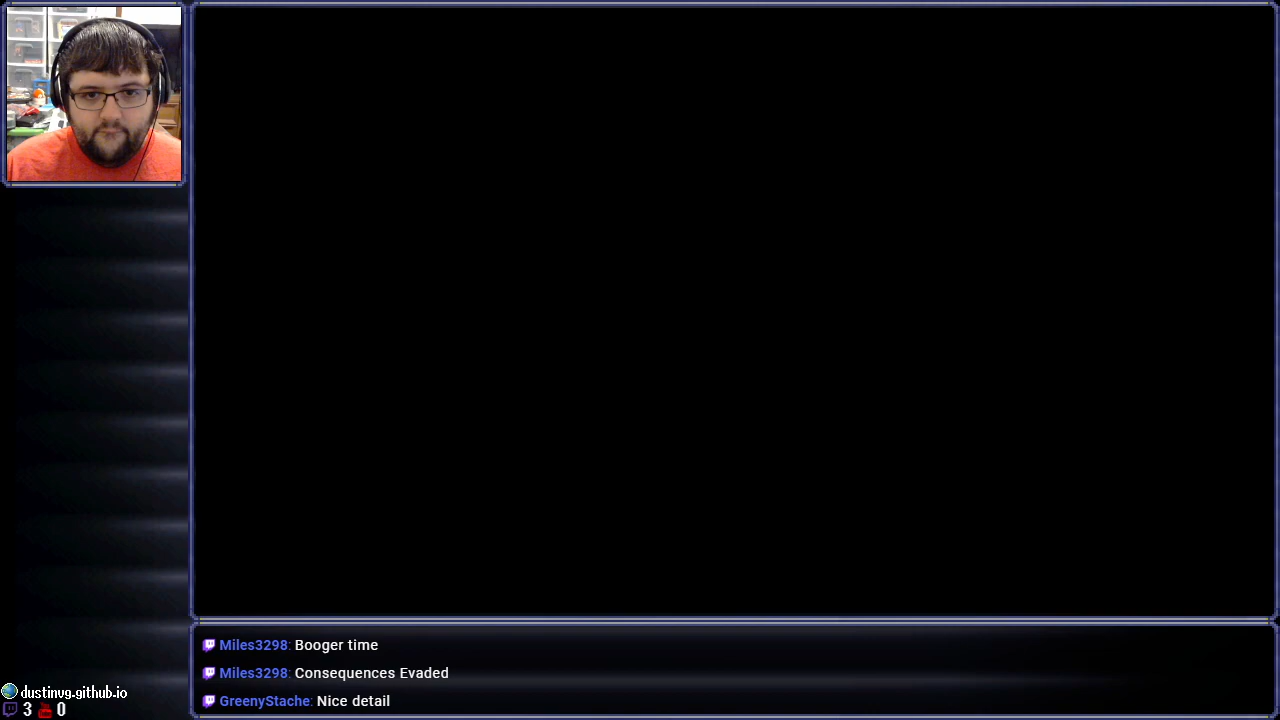 Miles3298: Booger time
Miles3298: Consequences Evaded
GreenyStache: Nice detail
dustinvg.github.io
3 0